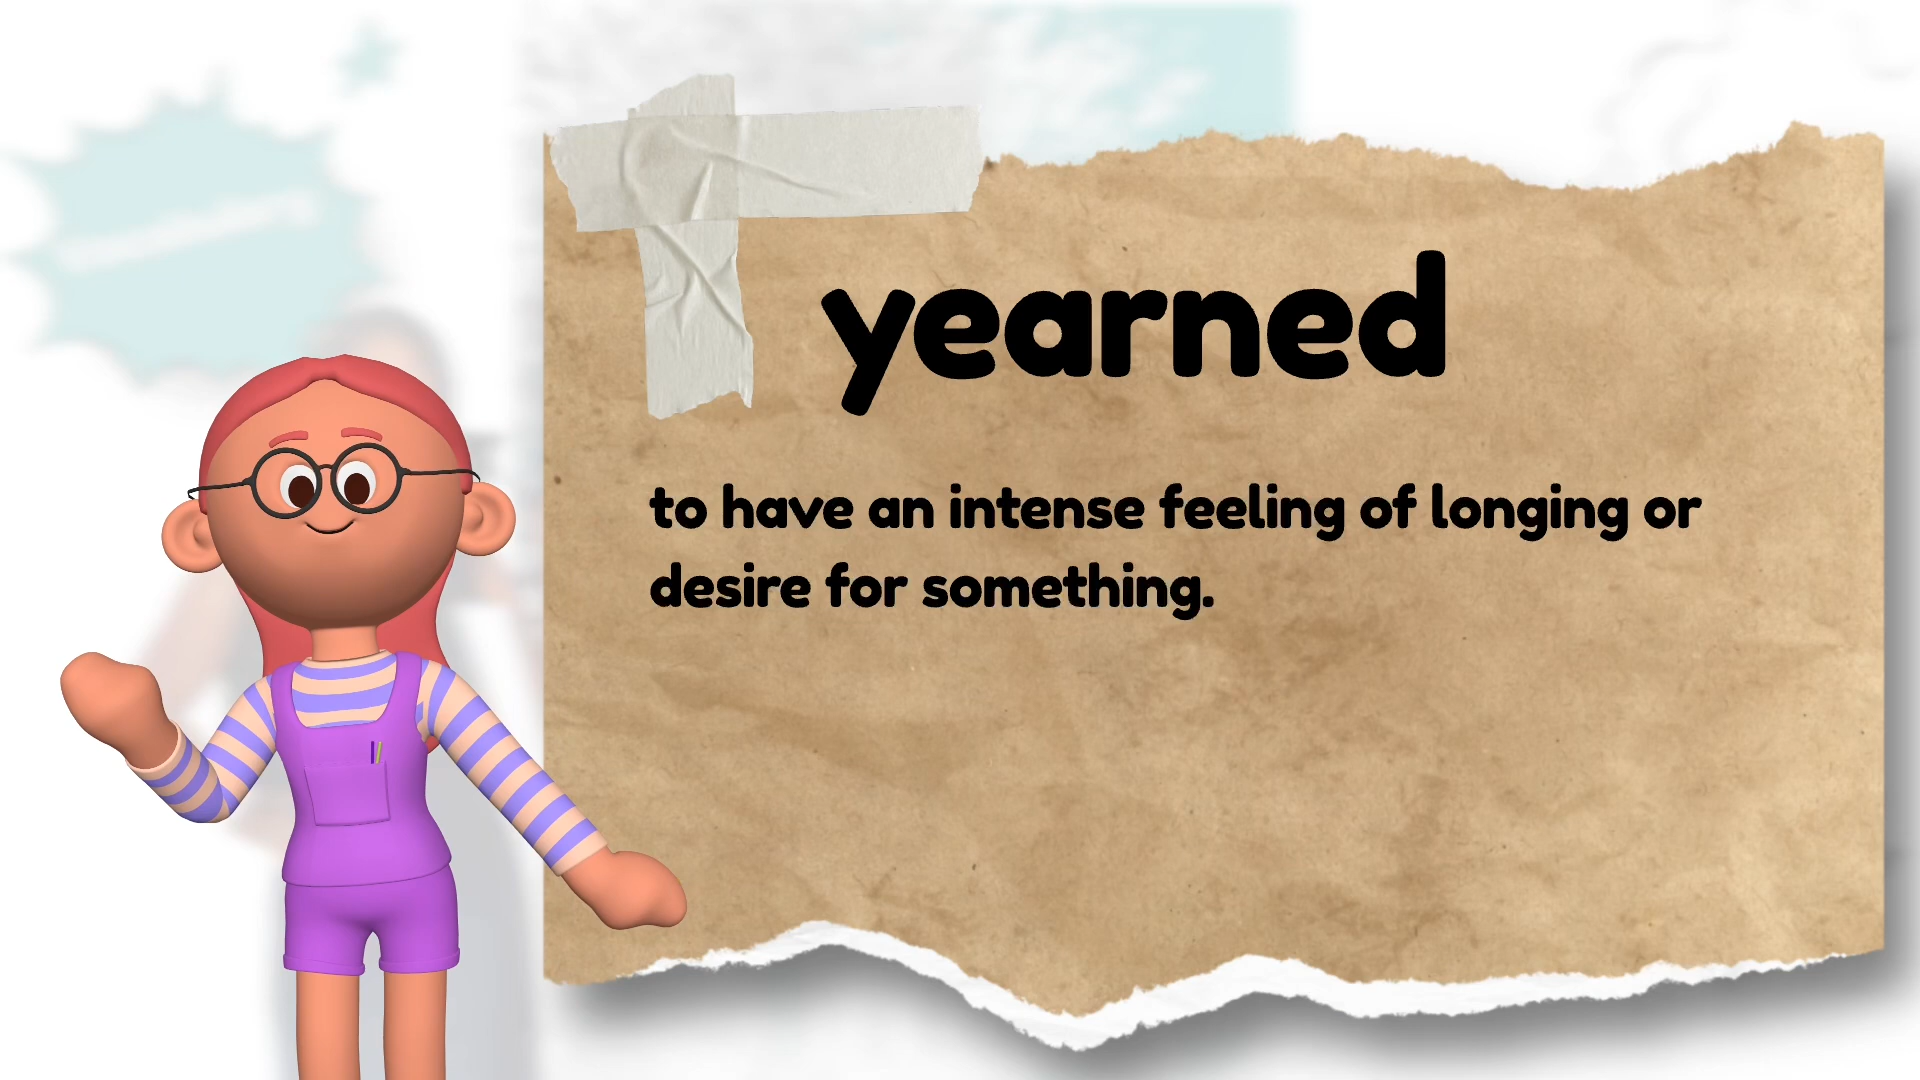 yearned
to have an intense feeling of longing or
desire for something.